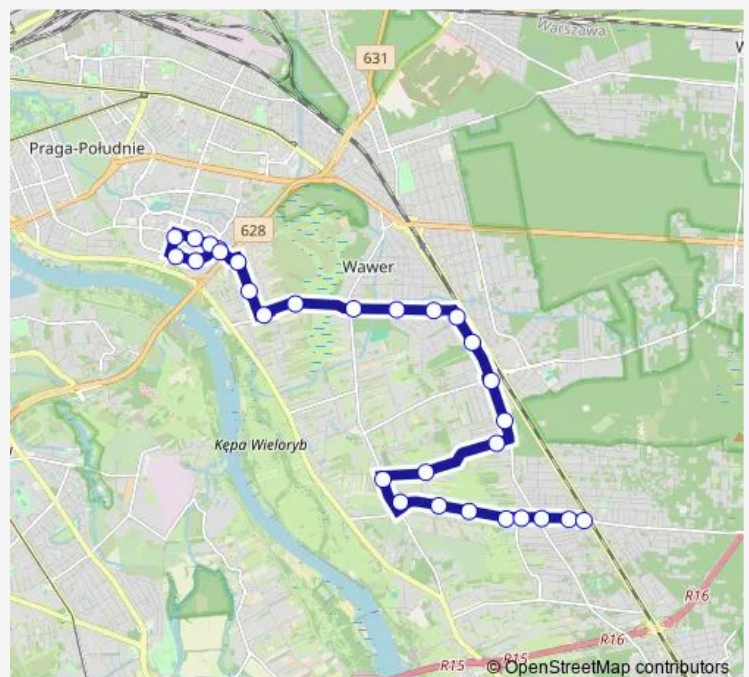 Warszawa
631
Praga-Południe
628
Wawer
Kępa Wieloryb
R16
R16
R15
R15
© OpenStreetMap contributors